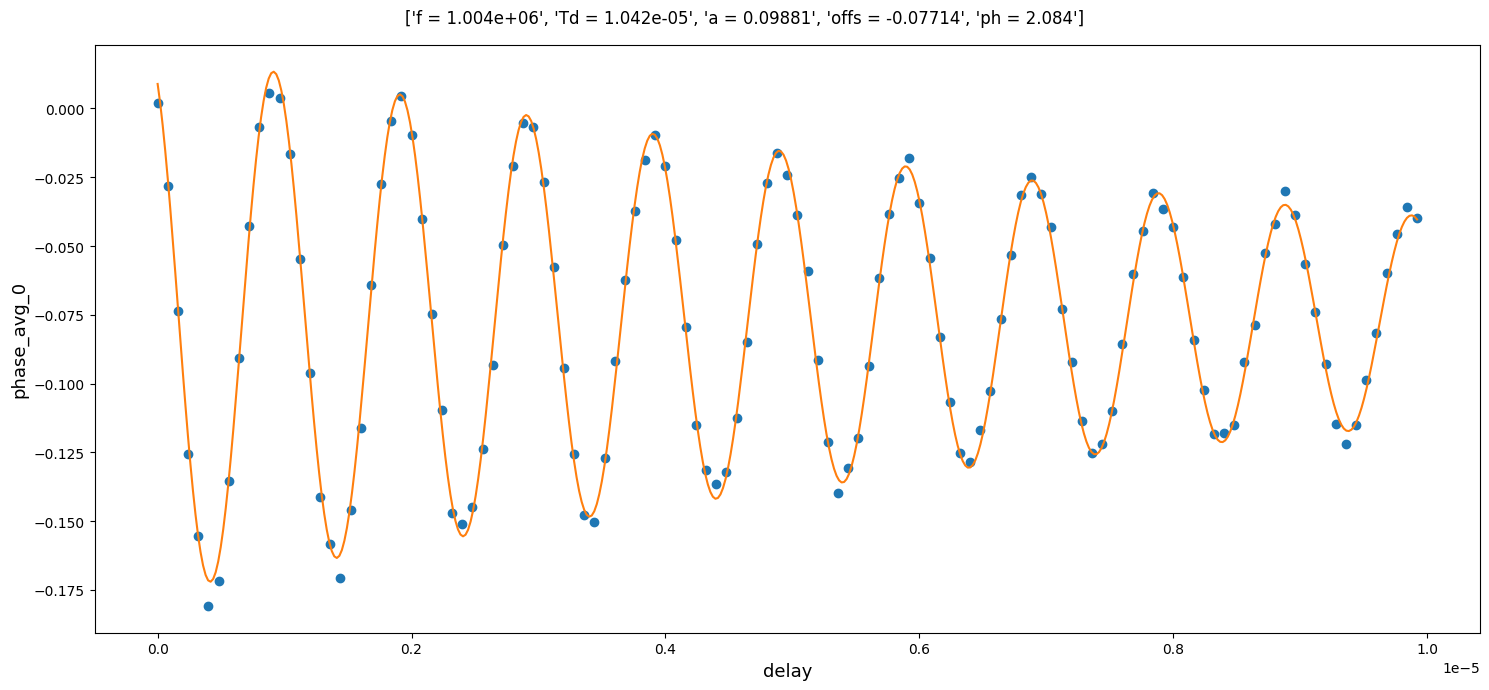 ['f = 1.004e+06', 'Td = 1.042e-05', 'a = 0.09881', 'offs = -0.07714', 'ph = 2.084']
0.000
−0.025
−0.050
−0.075
−0.100
−0.125
−0.150
−0.175
phase_avg_0
0.0 0.2 0.4 0.6 0.8 1.0
1e−5
delay